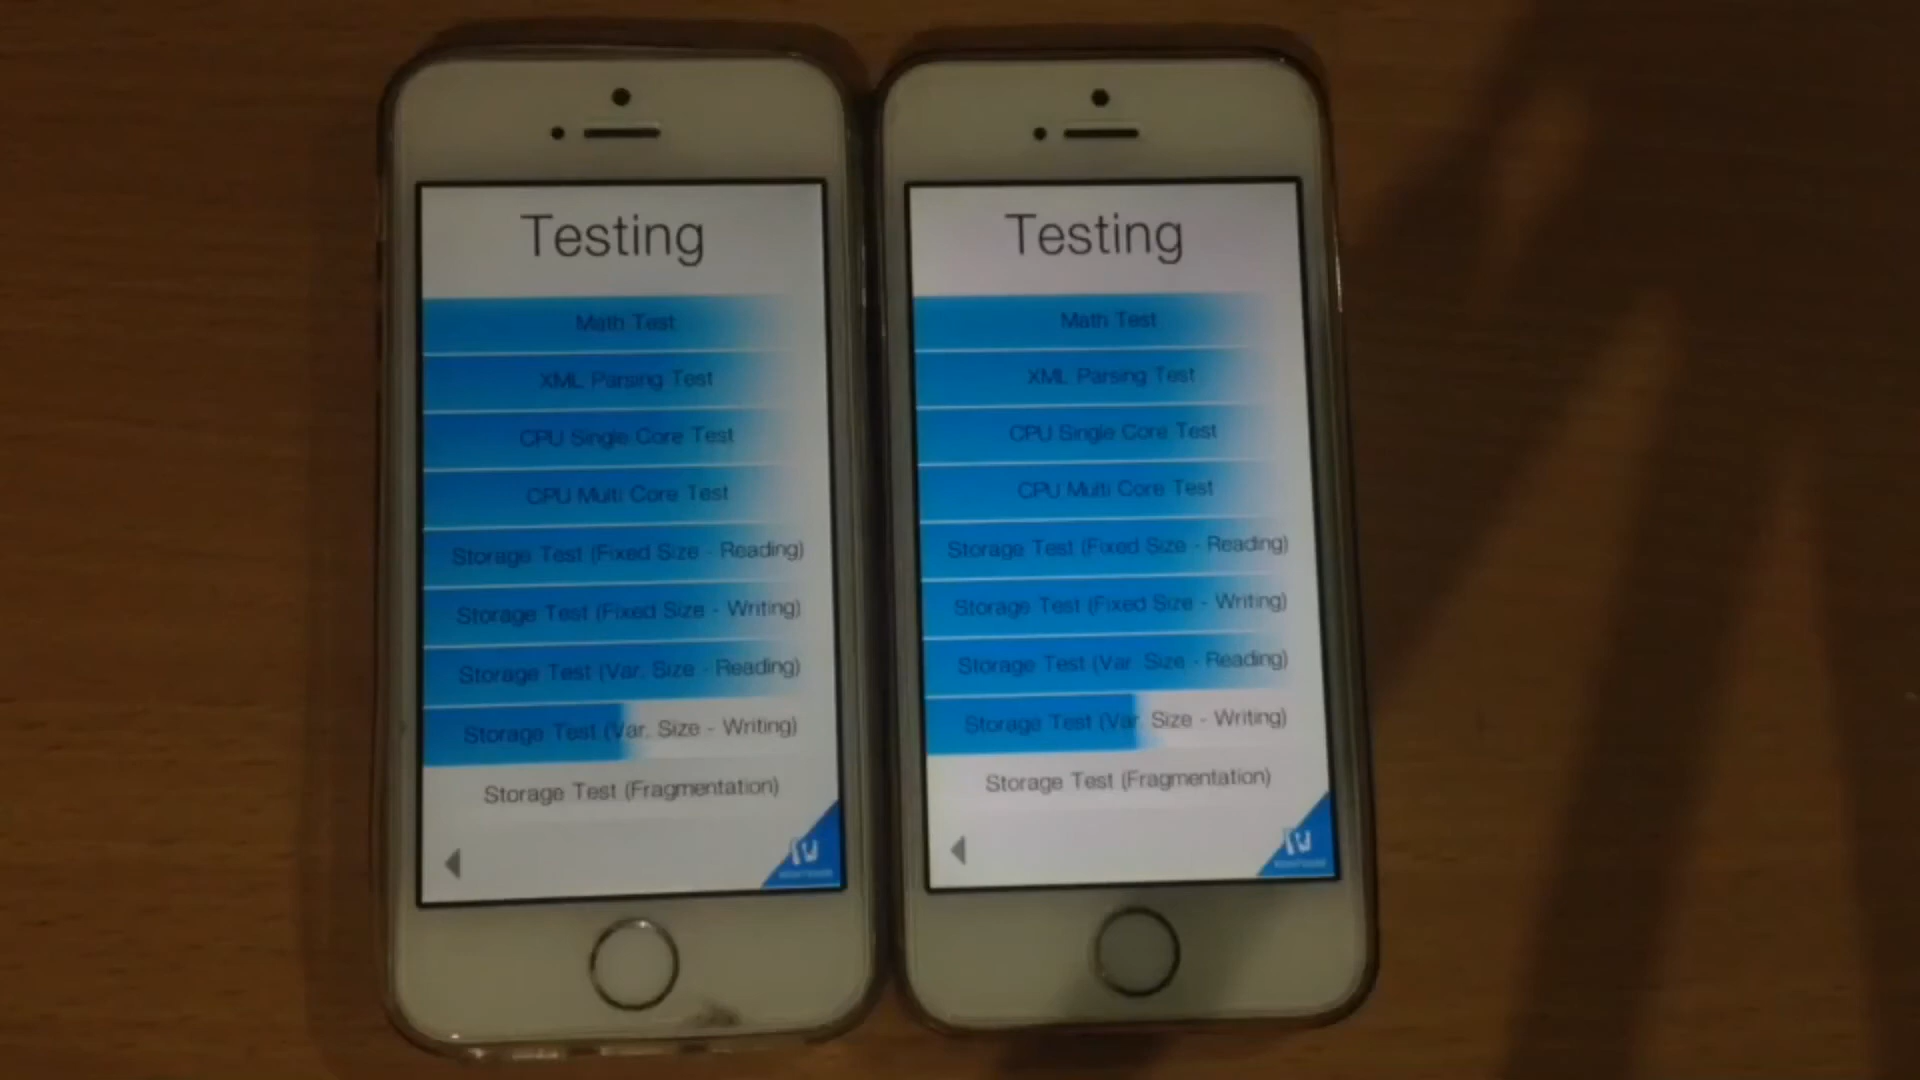 Testing
Math Test
XML Parsing Test
CPU Single Core Test
CPU Multi Core Test
Storage Test (Fixed Size - Reading)
Storage Test (Fixed Size - Writing)
Storage Test (Var. Size - Reading)
Storage Test (Var. Size - Writing)
Storage Test (Fragmentation)
Testing
Math Test
XML Parsing Test
CPU Single Core Test
CPU Multi Core Test
Storage Test (Fixed Size - Reading)
Storage Test (Fixed Size - Writing)
Storage Test (Var. Size - Reading)
Storage Test (Var. Size - Writing)
Storage Test (Fragmentation)